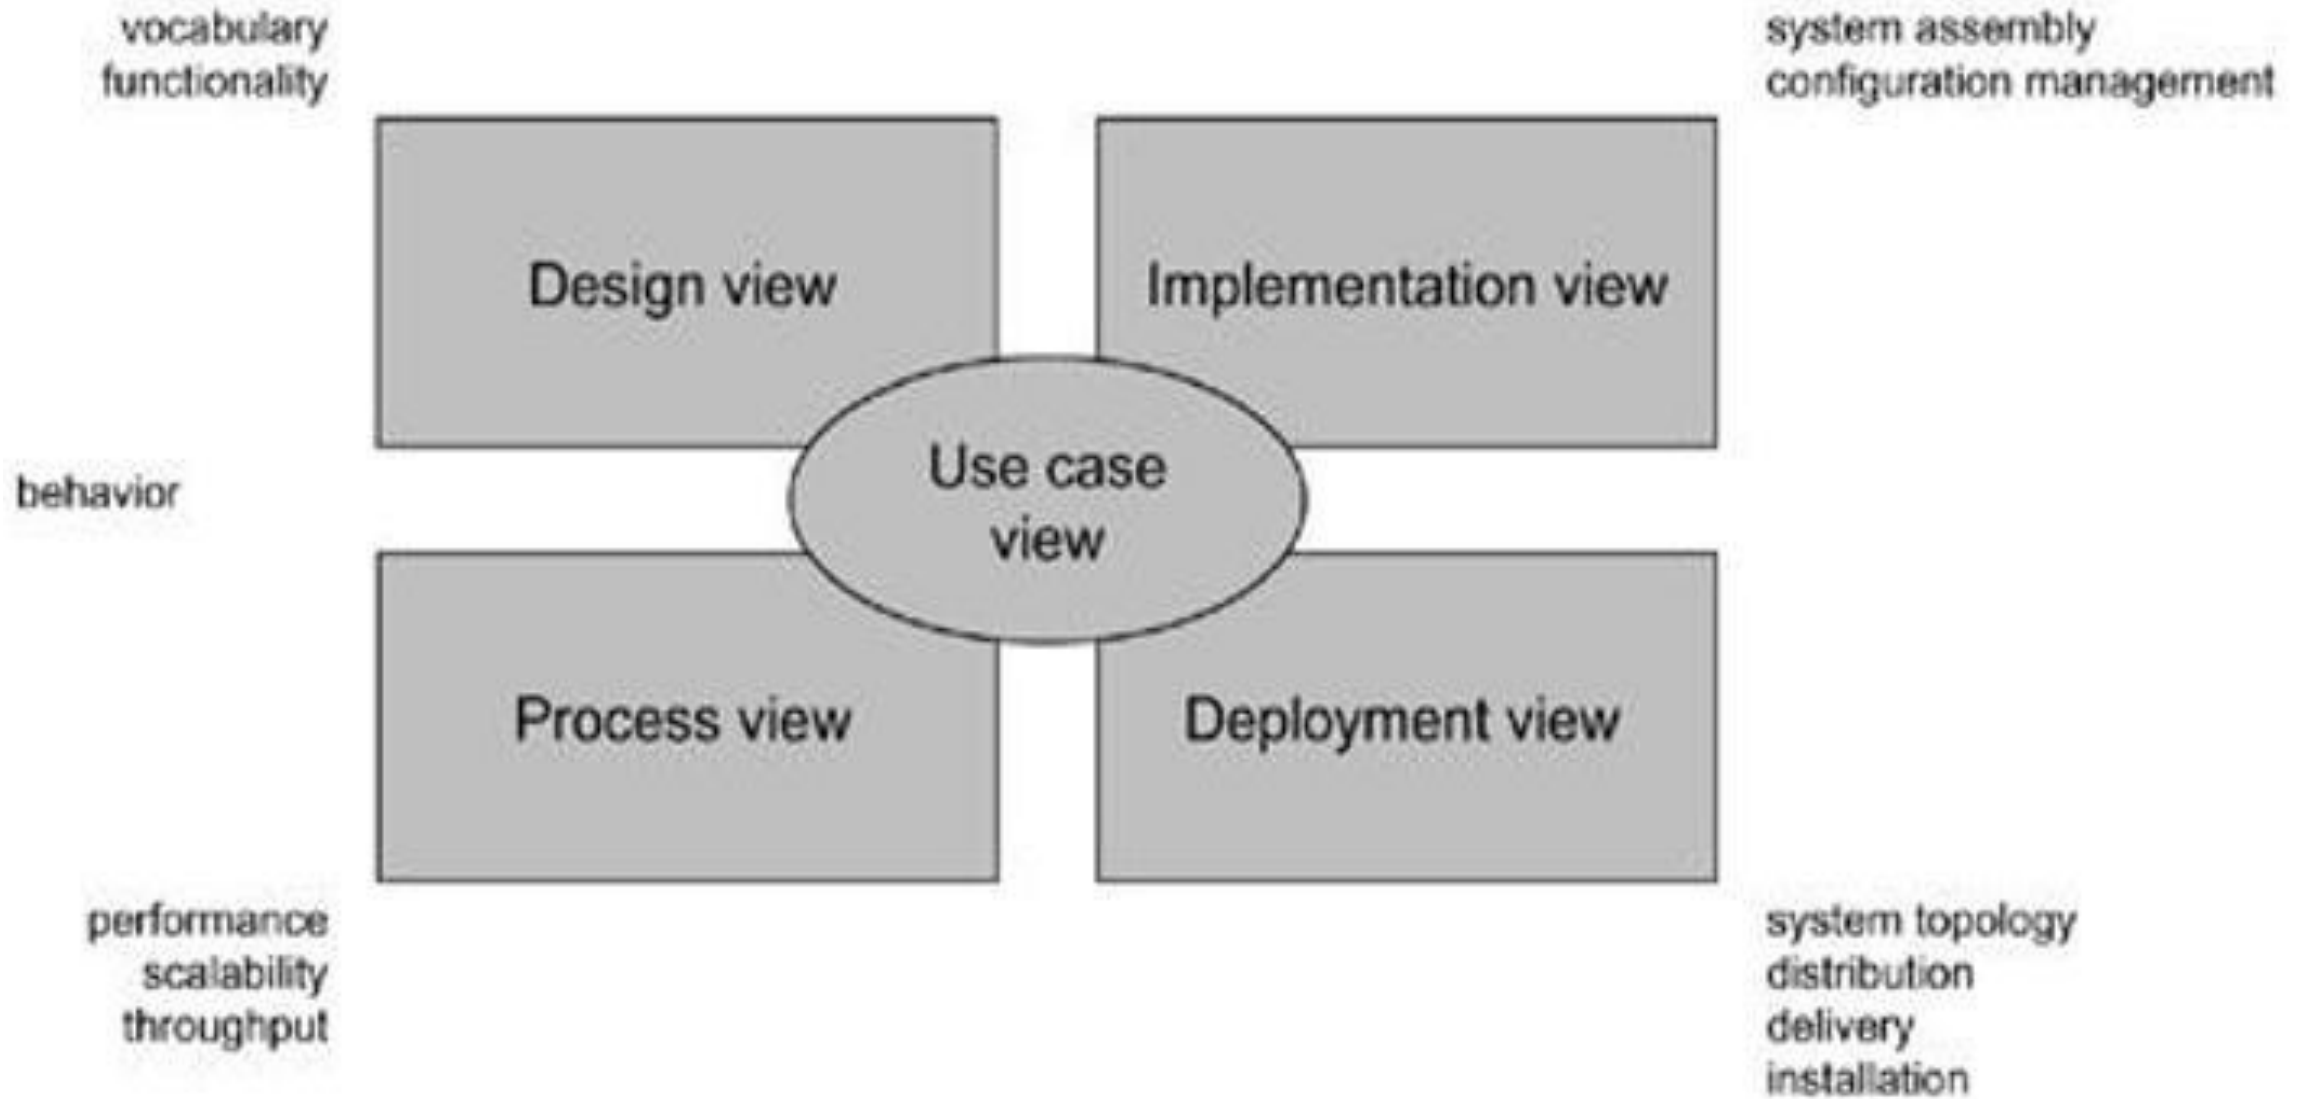 vocabulary
functionality
system assembly
configuration management
Design view
Implementation view
behavior
Use case
view
Process view
Deployment view
performance
scalability
throughput
system topology
distribution
delivery
installation